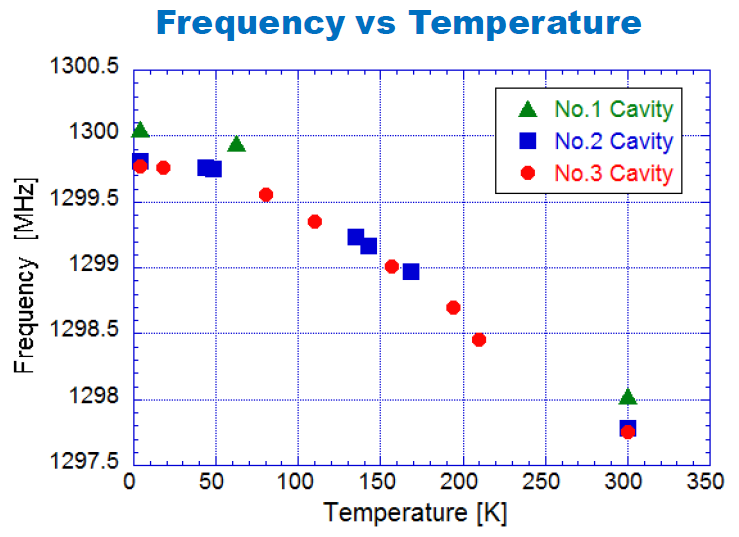 Frequency vs Temperature
1300.5
1300
1299.5
1299
1298.5
1298
1297.5
Frequency [MHz]
No.1 Cavity
No.2 Cavity
No.3 Cavity
0 50 100 150 200 250 300 350
Temperature [K]